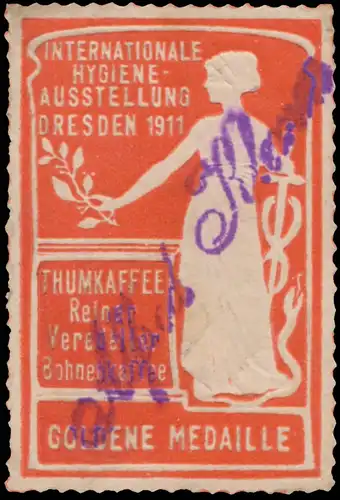 INTERNATIONALE
HYGIENE-
AUSSTELLUNG
DRESDEN 1911
THUMKAFFEE
Reiner
Veredelter
Bohnenkaffee
GOLDENE MEDAILLE